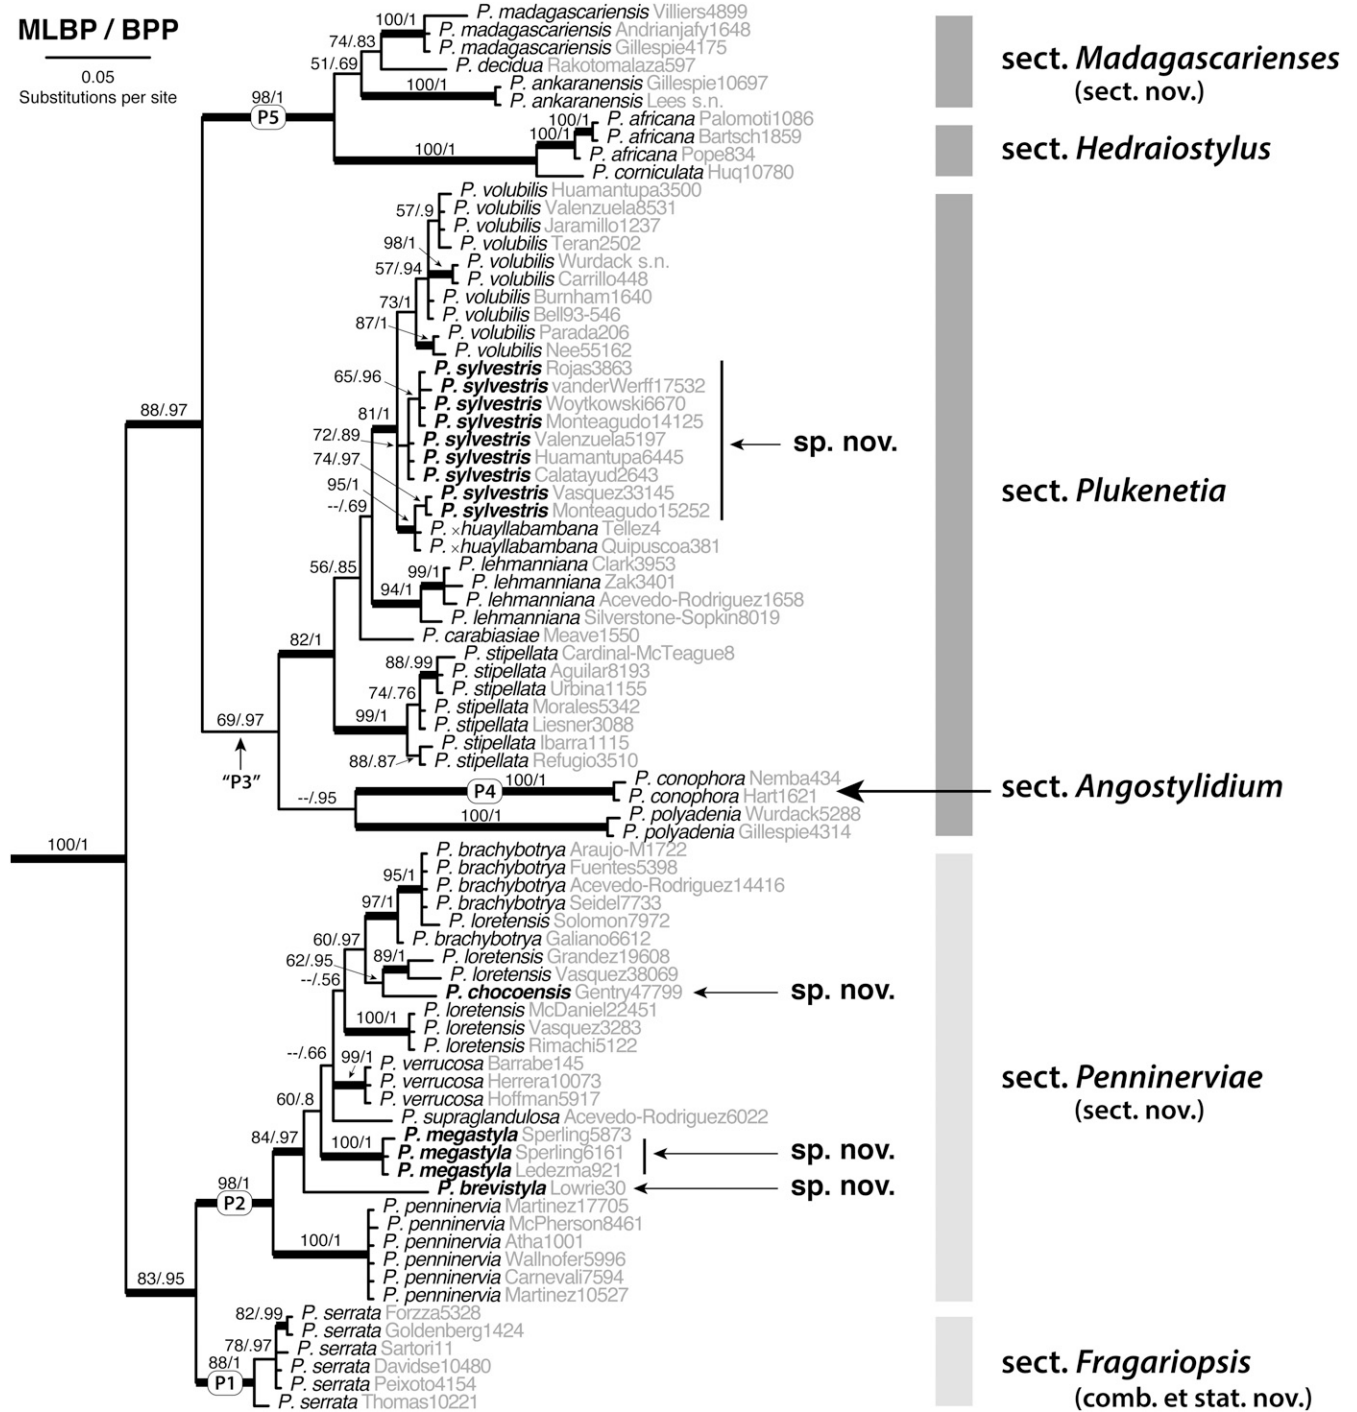 MLBP / BPP
0.05
Substitutions per site
100/1
P. madagascariensis Villiers4899
P. madagascariensis Andrianjafy1648
74/.83
P. madagascariensis Gillespie4175
51/.69
P. decidua Rakotomalaza597
100/1
P. ankaranensis Gillespie10697
P. ankaranensis Lees s.n.
sect. Madagascarienses
(sect. nov.)
98/1
P5
100/1
P. africana Palomoti1086
100/1
P. africana Bartsch1859
100/1
P. africana Pope834
P. corniculata Huq10780
sect. Hedraiostylus
P. volubilis Huamantupa3500
57/.9
P. volubilis Valenzuela8531
P. volubilis Jaramillo1237
98/1
P. volubilis Teran2502
P. volubilis Wurdack s.n.
57/.94
P. volubilis Carrillo448
73/1
P. volubilis Burnham1640
87/1
P. volubilis Bell93-546
P. volubilis Parada206
P. volubilis Nee55162
P. sylvestris Rojas3863
65/.96
P. sylvestris vanderWerff17532
P. sylvestris Woytkowski6670
88/.97
81/1
P. sylvestris Monteagudo14125
72/.89
P. sylvestris Valenzuela5197
sp. nov.
74/.97
P. sylvestris Huamantupa6445
P. sylvestris Calatayud2643
95/1
P. sylvestris Vasquez33145
sect. Plukenetia
--/.69
P. sylvestris Monteagudo15252
P. ×huayllabambana Tellez4
P. ×huayllabambana Quipuscoa381
56/.85
99/1
P. lehmanniana Clark3953
P. lehmanniana Zak3401
94/1
P. lehmanniana Acevedo-Rodriguez1658
P. lehmanniana Silverstone-Sopkin8019
82/1
P. carabiasiae Meave1550
88/.99
P. stipellata Cardinal-McTeague8
P. stipellata Aguilar8193
74/.76
P. stipellata Urbina1155
99/1
P. stipellata Morales5342
69/.97
P. stipellata Liesner3088
P. stipellata Ibarra1115
88/.87
P. stipellata Refugio3510
“P3”
100/1
P4
P. conophora Nemba434
P. conophora Hart1621
sect. Angostylidium
--/.95
100/1
P. polyadenia Wurdack5288
P. polyadenia Gillespie4314
100/1
P. brachybotrya Araujo-M1722
95/1
P. brachybotrya Fuentes5398
P. brachybotrya Acevedo-Rodriguez14416
97/1
P. brachybotrya Seidel7733
P. loretensis Solomon7972
60/.97
P. brachybotrya Galiano6612
62/.95
89/1
P. loretensis Grandez19608
--/.56
P. loretensis Vasquez38069
P. chocoensis Gentry47799
sp. nov.
100/1
P. loretensis McDaniel22451
P. loretensis Vasquez3283
P. loretensis Rimachi5122
--/.66
99/1
P. verrucosa Barrabe145
P. verrucosa Herrera10073
P. verrucosa Hoffman5917
sect. Penninerviae
(sect. nov.)
60/.8
P. supraglandulosa Acevedo-Rodriguez6022
84/.97
100/1
P. megastyla Sperling5873
P. megastyla Sperling6161
sp. nov.
P. megastyla Ledezma921
98/1
P2
P. brevistyla Lowrie30
sp. nov.
P. penninervia Martinez17705
P. penninervia McPherson8461
100/1
P. penninervia Atha1001
P. penninervia Wallnofer5996
83/.95
P. penninervia Carnevali7594
P. penninervia Martinez10527
82/.99
P. serrata Forzza5328
P. serrata Goldenberg1424
78/.97
P. serrata Sartori11
88/1
P1
P. serrata Davidse10480
P. serrata Peixoto4154
P. serrata Thomas10221
sect. Fragariopsis
(comb. et stat. nov.)